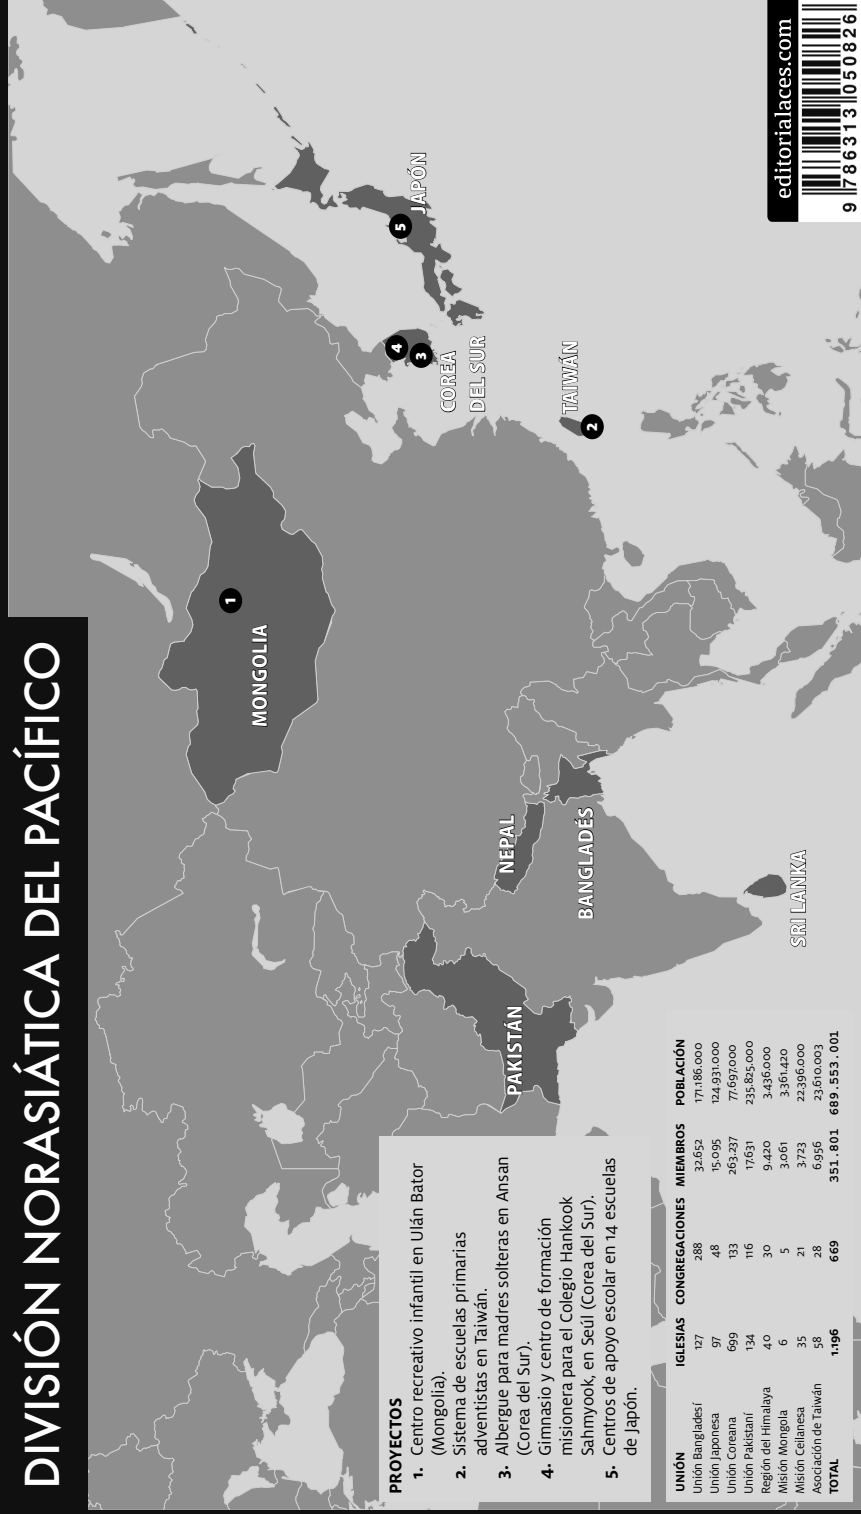 DIVISIÓN NORASIÁTICA DEL PACÍFICO
MONGOLIA
1
JAPÓN
5
4
3
COREA
DEL SUR
TAIWÁN
2
NEPAL
BANGLADÉS
PAKISTÁN
SRI LANKA
PROYECTOS
1. Centro recreativo infantil en Ulán Bator
(Mongolia).
2. Sistema de escuelas primarias
adventistas en Taiwán.
3. Albergue para madres solteras en Ansan
(Corea del Sur).
4. Gimnasio y centro de formación
misionera para el Colegio Hankook
Sahmyook, en Seúl (Corea del Sur).
5. Centros de apoyo escolar en 14 escuelas
de Japón.
UNIÓN IGLESIAS CONGREGACIONES MIEMBROS POBLACIÓN
Unión Bangladesí 127 288 32.652 171.186.000
Unión Japonesa 97 48 15.095 124.931.000
Unión Coreana 699 133 263.237 77.697.000
Unión Pakistaní 134 116 17.631 235.825.000
Región del Himalaya 40 30 9.420 3.436.000
Misión Mongola 6 5 3.061 3.361.420
Misión Ceilanesa 35 21 3.723 22.396.000
Asociación de Taiwán 58 28 6.956 23.610.003
TOTAL 1.196 669 351.801 689.553.001
editorialaces.com
9 786313 050826